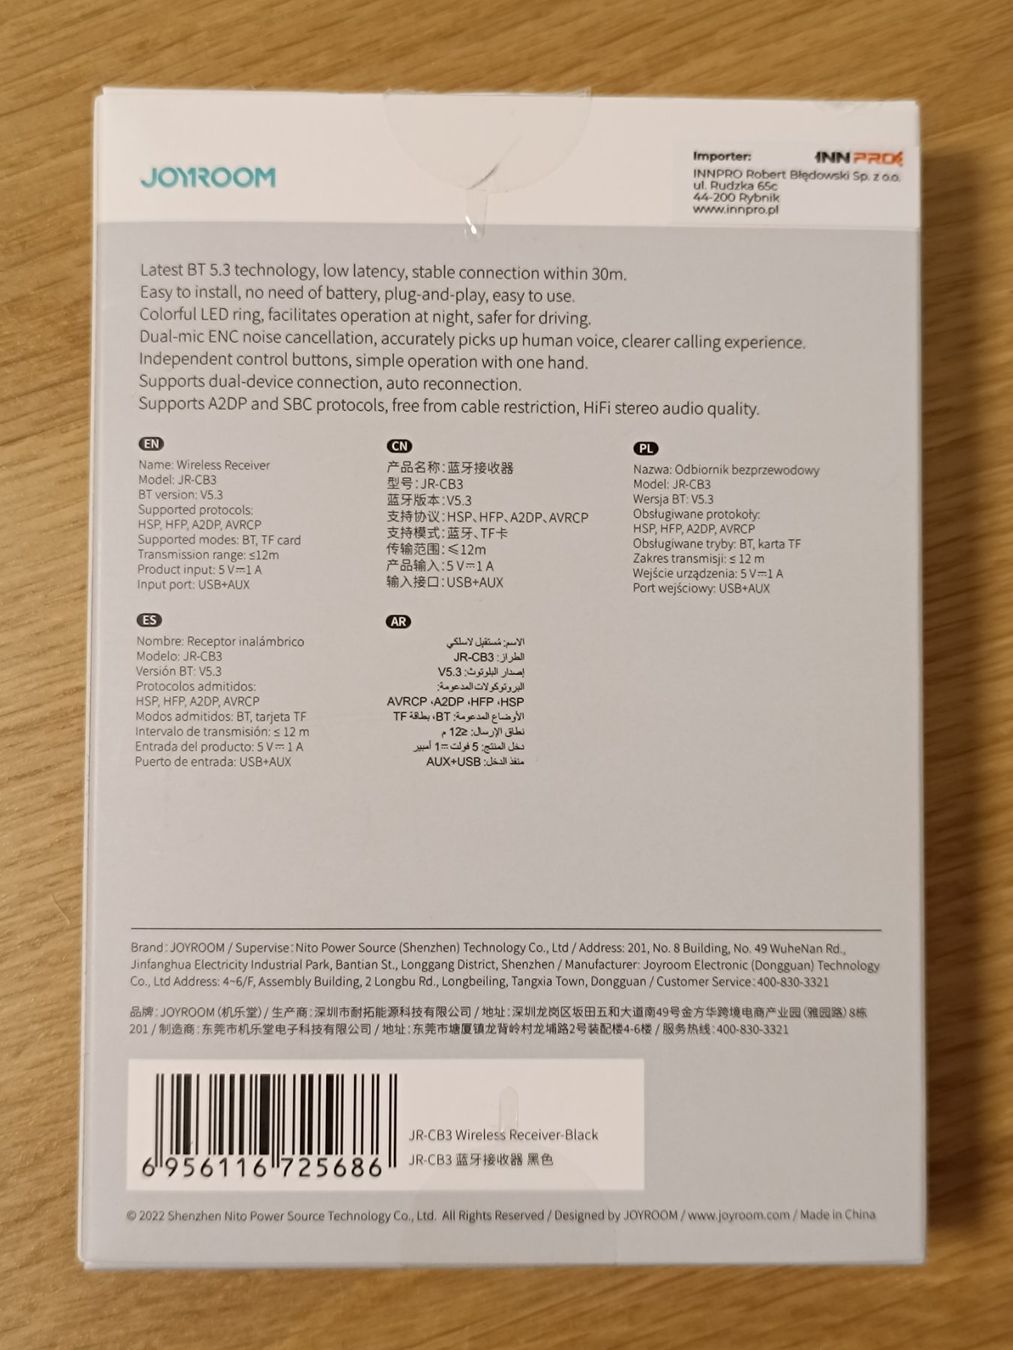 JOYROOM
Importer: INNPRO
INNPRO Robert Błędowski Sp. z o.o.
ul. Rudzka 65c
44-200 Rybnik
www.innpro.pl
Latest BT 5.3 technology, low latency, stable connection within 30m.
Easy to install, no need of battery, plug-and-play, easy to use.
Colorful LED ring, facilitates operation at night, safer for driving.
Dual-mic ENC noise cancellation, accurately picks up human voice, clearer calling experience.
Independent control buttons, simple operation with one hand.
Supports dual-device connection, auto reconnection.
Supports A2DP and SBC protocols, free from cable restriction, HiFi stereo audio quality.
EN
Name: Wireless Receiver
Model: JR-CB3
BT version: V5.3
Supported protocols:
HSP, HFP, A2DP, AVRCP
Supported modes: BT, TF card
Transmission range: ≤12m
Product input: 5 V⎓1 A
Input port: USB+AUX
CN
产品名称：蓝牙接收器
型号：JR-CB3
蓝牙版本：V5.3
支持协议：HSP、HFP、A2DP、AVRCP
支持模式：蓝牙、TF卡
传输范围：≤12m
产品输入：5 V⎓1 A
输入接口：USB+AUX
PL
Nazwa: Odbiornik bezprzewodowy
Model: JR-CB3
Wersja BT: V5.3
Obsługiwane protokoły:
HSP, HFP, A2DP, AVRCP
Obsługiwane tryby: BT, karta TF
Zakres transmisji: ≤ 12 m
Wejście urządzenia: 5 V⎓1 A
Port wejściowy: USB+AUX
ES
Nombre: Receptor inalámbrico
Modelo: JR-CB3
Versión BT: V5.3
Protocolos admitidos:
HSP, HFP, A2DP, AVRCP
Modos admitidos: BT, tarjeta TF
Intervalo de transmisión: ≤ 12 m
Entrada del producto: 5 V⎓ 1 A
Puerto de entrada: USB+AUX
AR
الاسم: مُستقبِل لاسلكي
الطراز: JR-CB3
إصدار البلوتوث: V5.3
البروتوكولات المدعومة:
HSP، HFP، A2DP، AVRCP
الأوضاع المدعومة: BT، بطاقة TF
نطاق الإرسال: ≤12 م
دخل المنتج: 5 فولت⎓1 أمبير
منفذ الدخل: AUX+USB
Brand: JOYROOM / Supervise: Nito Power Source (Shenzhen) Technology Co., Ltd / Address: 201, No. 8 Building, No. 49 WuheNan Rd.,
Jinfanghua Electricity Industrial Park, Bantian St., Longgang District, Shenzhen / Manufacturer: Joyroom Electronic (Dongguan) Technology
Co., Ltd Address: 4~6/F, Assembly Building, 2 Longbu Rd., Longbeiling, Tangxia Town, Dongguan / Customer Service: 400-830-3321
品牌：JOYROOM（机乐堂）/ 生产商：深圳市耐拓能源科技有限公司 / 地址：深圳龙岗区坂田五和大道南49号金方华跨境电商产业园（雅园路）8栋
201 / 制造商：东莞市机乐堂电子科技有限公司 / 地址：东莞市塘厦镇龙背岭村龙埔路2号装配楼4-6楼 / 服务热线：400-830-3321
6 956116 725686
JR-CB3 Wireless Receiver-Black
JR-CB3 蓝牙接收器 黑色
© 2022 Shenzhen Nito Power Source Technology Co., Ltd. All Rights Reserved / Designed by JOYROOM / www.joyroom.com / Made in China